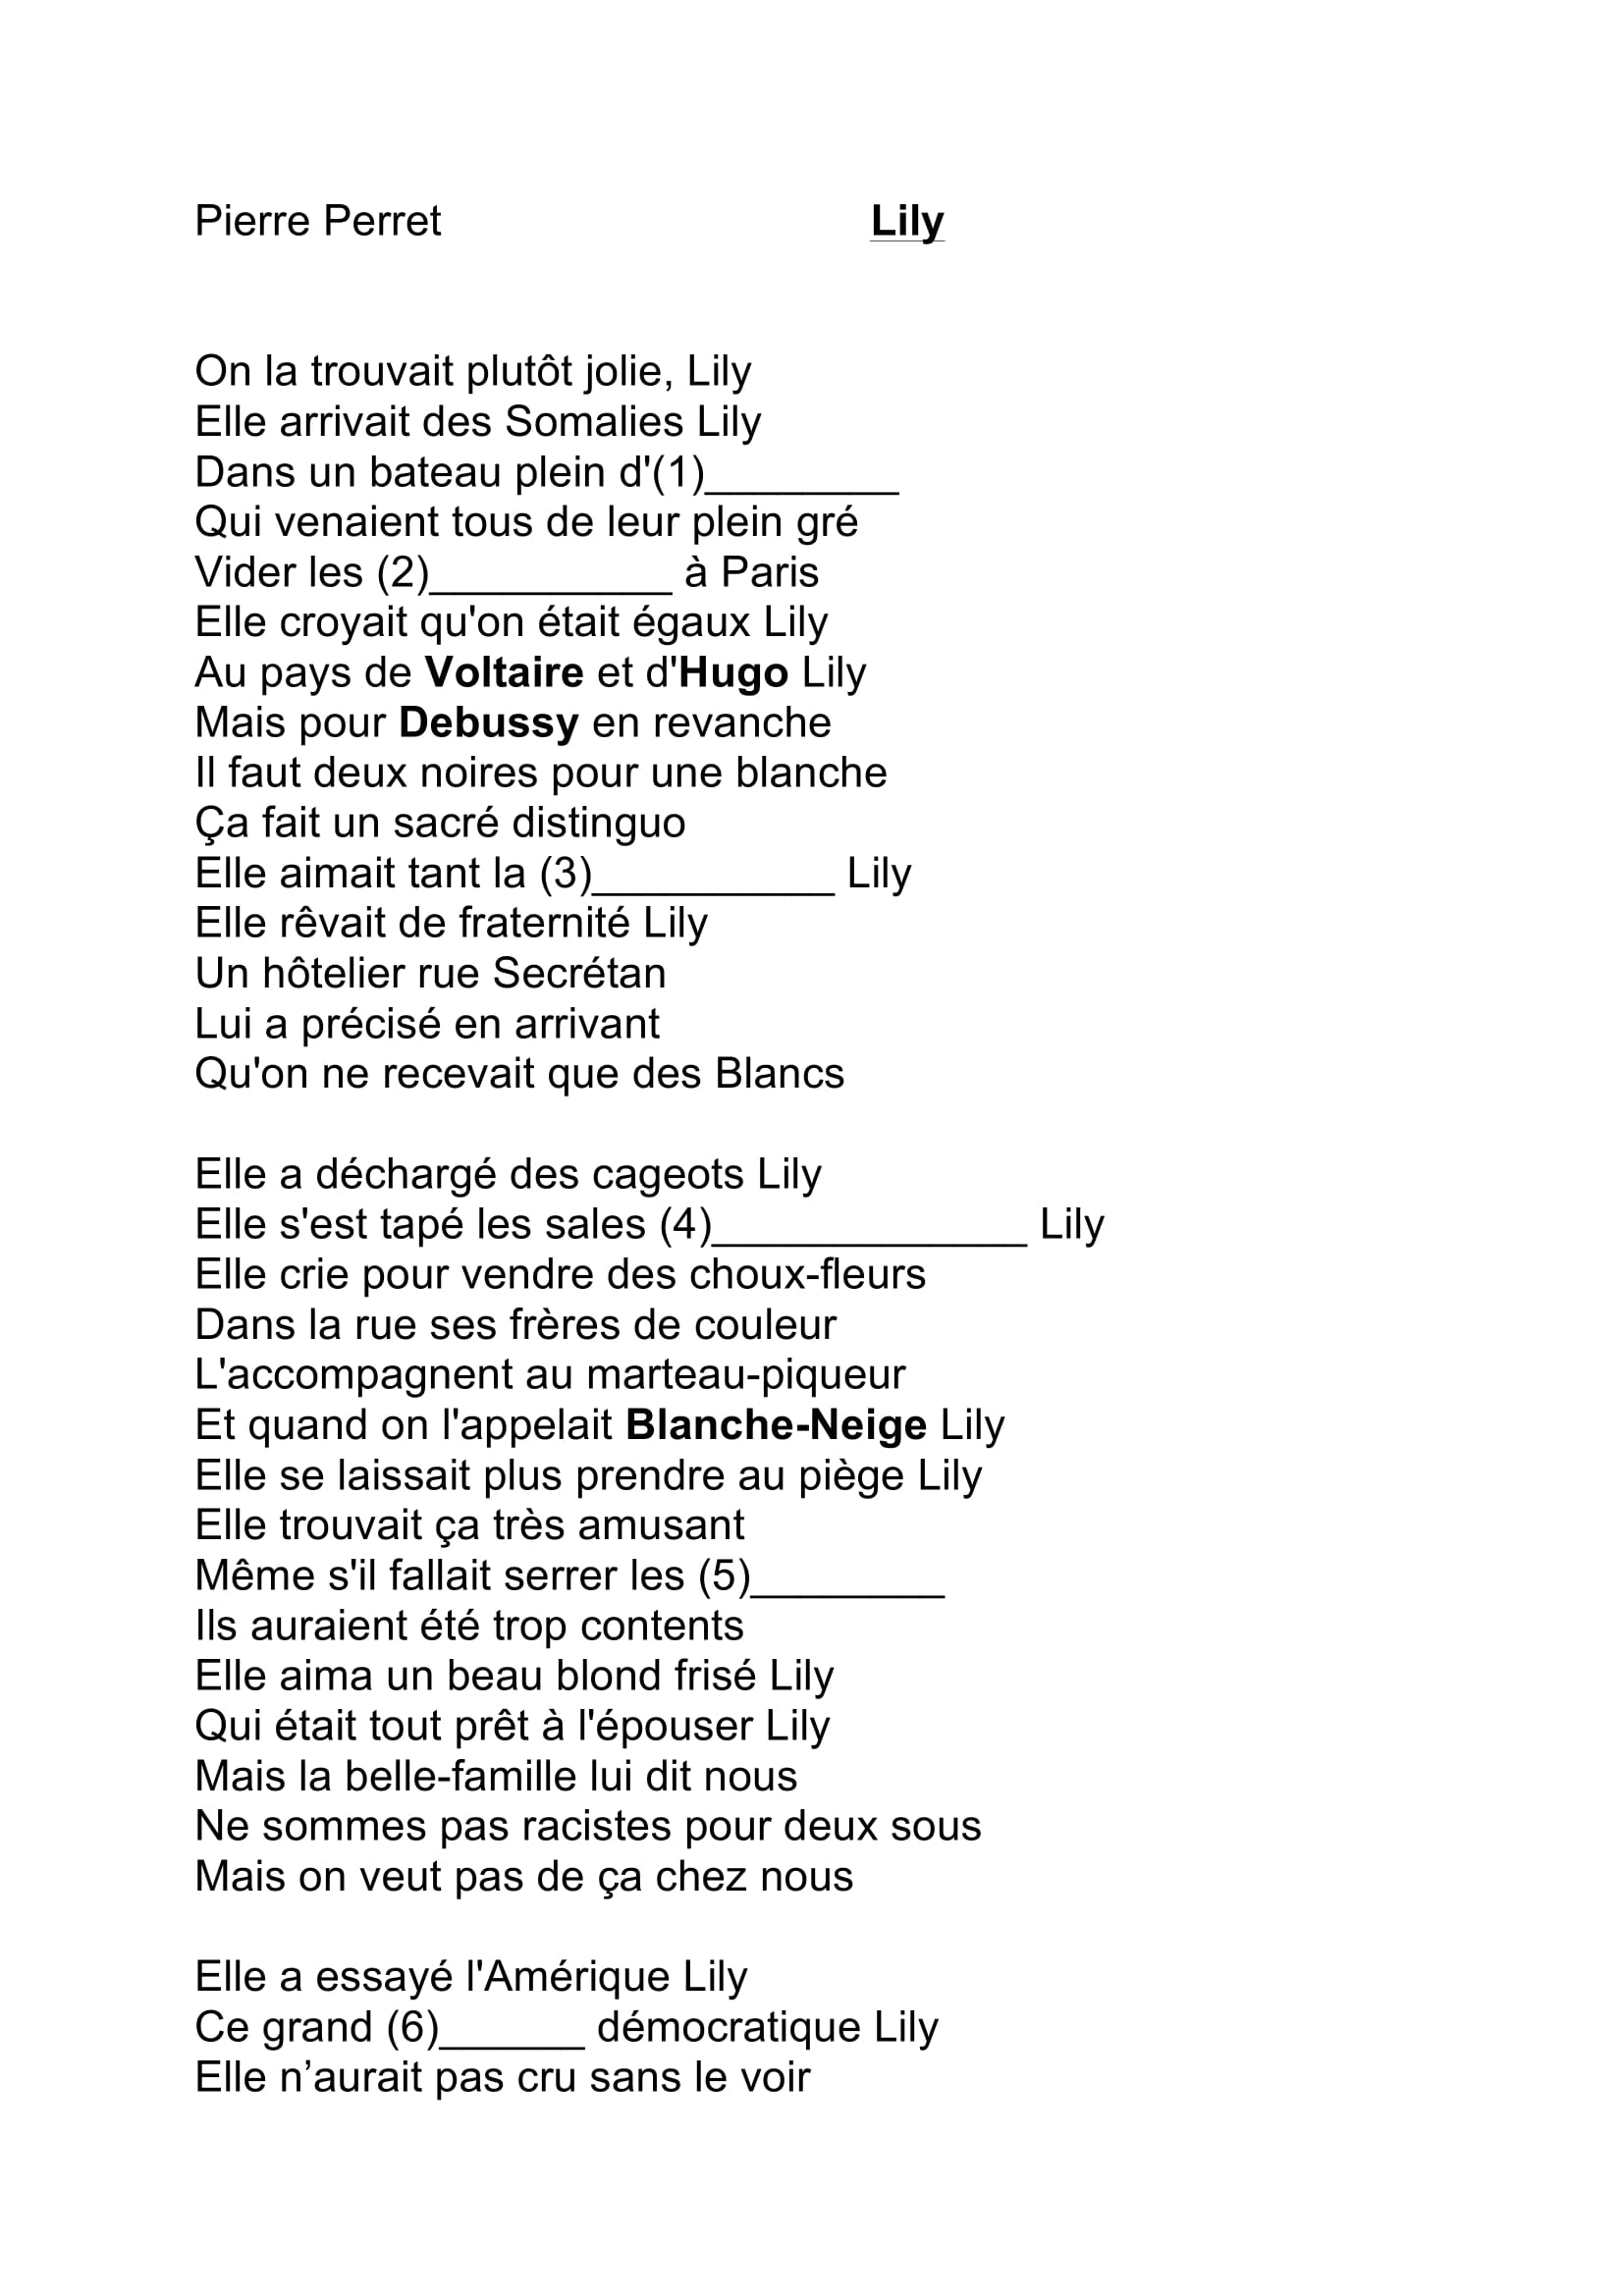 Pierre Perret Lily
On la trouvait plutôt jolie, Lily
Elle arrivait des Somalies Lily
Dans un bateau plein d'(1)________
Qui venaient tous de leur plein gré
Vider les (2)__________ à Paris
Elle croyait qu'on était égaux Lily
Au pays de Voltaire et d'Hugo Lily
Mais pour Debussy en revanche
Il faut deux noires pour une blanche
Ça fait un sacré distinguo
Elle aimait tant la (3)__________ Lily
Elle rêvait de fraternité Lily
Un hôtelier rue Secrétan
Lui a précisé en arrivant
Qu'on ne recevait que des Blancs

Elle a déchargé des cageots Lily
Elle s'est tapé les sales (4)_____________ Lily
Elle crie pour vendre des choux-fleurs
Dans la rue ses frères de couleur
L'accompagnent au marteau-piqueur
Et quand on l'appelait Blanche-Neige Lily
Elle se laissait plus prendre au piège Lily
Elle trouvait ça très amusant
Même s'il fallait serrer les (5)________
Ils auraient été trop contents
Elle aima un beau blond frisé Lily
Qui était tout prêt à l'épouser Lily
Mais la belle-famille lui dit nous
Ne sommes pas racistes pour deux sous
Mais on veut pas de ça chez nous

Elle a essayé l'Amérique Lily
Ce grand (6)______ démocratique Lily
Elle n’aurait pas cru sans le voir